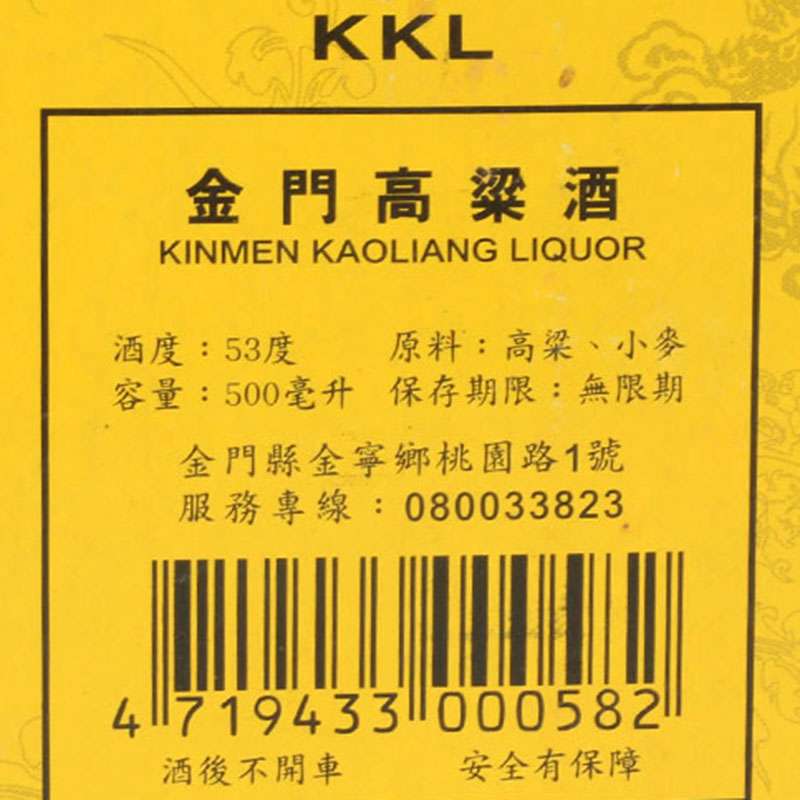 KKL
金門高粱酒
KINMEN KAOLIANG LIQUOR
酒度：53度 原料：高粱、小麥
容量：500毫升 保存期限：無限期
金門縣金寧鄉桃園路1號
服務專線：080033823
4 719433 000582
酒後不開車 安全有保障